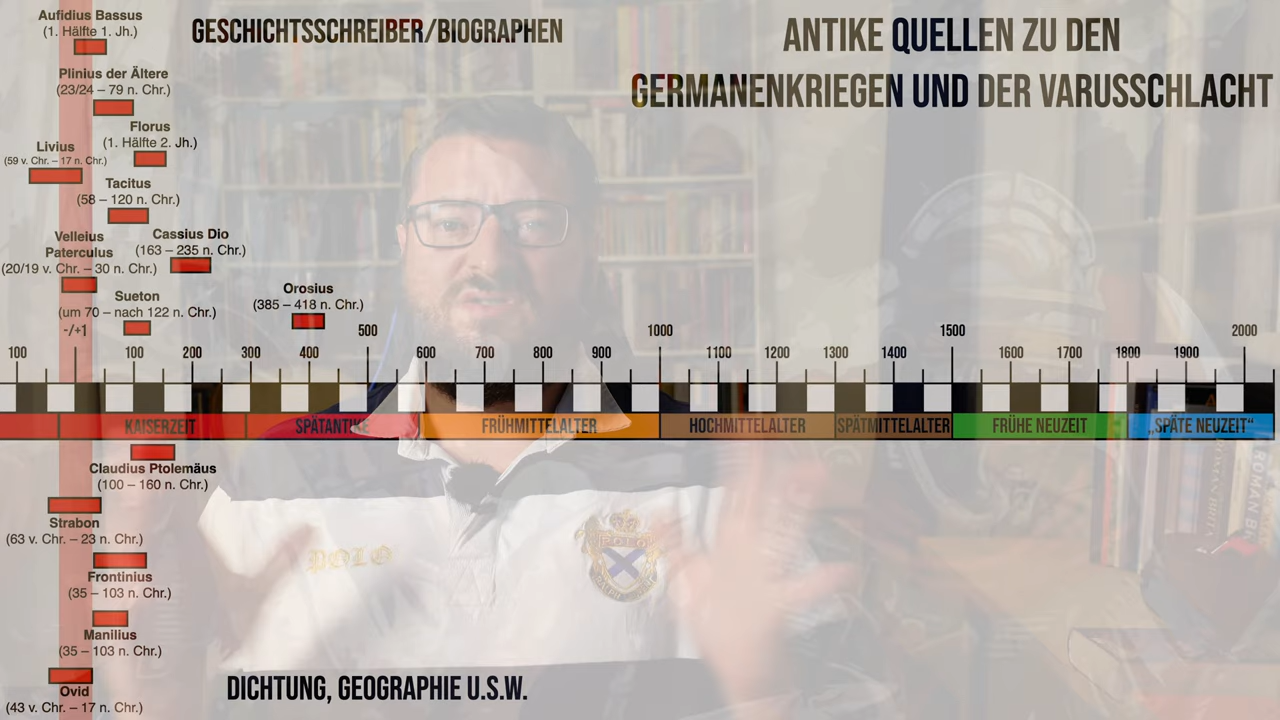 Aufidius Bassus
(1. Hälfte 1. Jh.)
GESCHICHTSSCHREIBER/BIOGRAPHEN
ANTIKE QUELLEN ZU DEN
GERMANENKRIEGEN UND DER VARUSSCHLACHT
Plinius der Ältere
(23/24 – 79 n. Chr.)
Florus
(1. Hälfte 2. Jh.)
Livius
(59 v. Chr. – 17 n. Chr.)
Tacitus
(58 – 120 n. Chr.)
Velleius
Paterculus
(20/19 v. Chr. – 30 n. Chr.)
Cassius Dio
(163 – 235 n. Chr.)
Sueton
(um 70 – nach 122 n. Chr.)
Orosius
(385 – 418 n. Chr.)
-/+1 500 1000 1500 2000
100 100 200 300 400 600 700 800 900 1100 1200 1300 1400 1600 1700 1800 1900
KAISERZEIT SPÄTANTIKE FRÜHMITTELALTER HOCHMITTELALTER SPÄTMITTELALTER FRÜHE NEUZEIT „SPÄTE NEUZEIT“
Claudius Ptolemäus
(100 – 160 n. Chr.)
Strabon
(63 v. Chr. – 23 n. Chr.)
Frontinius
(35 – 103 n. Chr.)
Manilius
(35 – 103 n. Chr.)
Ovid
(43 v. Chr. – 17 n. Chr.)
DICHTUNG, GEOGRAPHIE U.S.W.
POLO
POLO